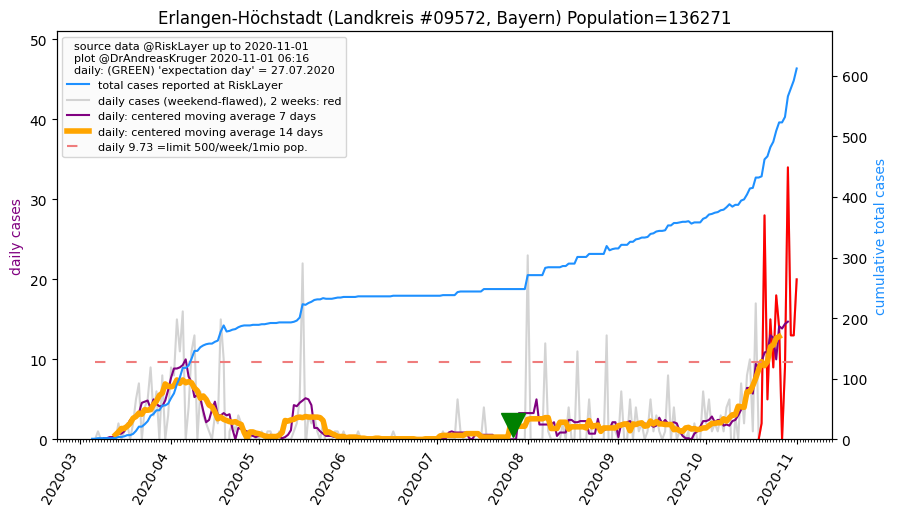 Erlangen-Höchstadt (Landkreis #09572, Bayern) Population=136271
source data @RiskLayer up to 2020-11-01
plot @DrAndreasKruger 2020-11-01 06:16
daily: (GREEN) 'expectation day' = 27.07.2020
total cases reported at RiskLayer
daily cases (weekend-flawed), 2 weeks: red
daily: centered moving average 7 days
daily: centered moving average 14 days
daily 9.73 =limit 500/week/1mio pop.
daily cases
50
40
30
20
10
0
cumulative total cases
600
500
400
300
200
100
0
2020-03
2020-04
2020-05
2020-06
2020-07
2020-08
2020-09
2020-10
2020-11